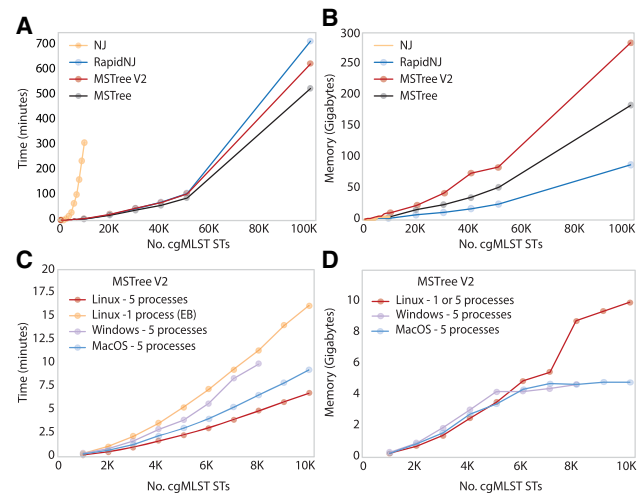 A
Time (minutes)
700
600
500
400
300
200
100
0
NJ
RapidNJ
MSTree V2
MSTree
0
20K
40K
60K
80K
100K
No. cgMLST STs
B
Memory (Gigabytes)
300
250
200
150
100
50
0
NJ
RapidNJ
MSTree V2
MSTree
0
20K
40K
60K
80K
100K
No. cgMLST STs
C
Time (minutes)
20
17.5
15
12.5
10
7.5
5
2.5
0
MSTree V2
Linux - 5 processes
Linux -1 process (EB)
Windows - 5 processes
MacOS - 5 processes
0
2K
4K
6K
8K
10K
No. cgMLST STs
D
Memory (Gigabytes)
10
8
6
4
2
0
MSTree V2
Linux - 1 or 5 processes
Windows - 5 processes
MacOS - 5 processes
0
2K
4K
6K
8K
10K
No. cgMLST STs